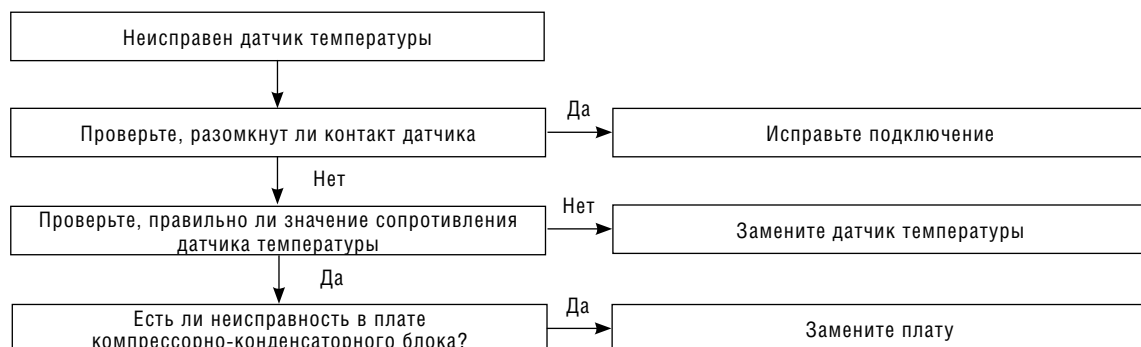 Неисправен датчик температуры
Да
Проверьте, разомкнут ли контакт датчика
Исправьте подключение
Нет
Проверьте, правильно ли значение сопротивления
датчика температуры
Нет
Замените датчик температуры
Да
Есть ли неисправность в плате
компрессорно-конденсаторного блока?
Да
Замените плату